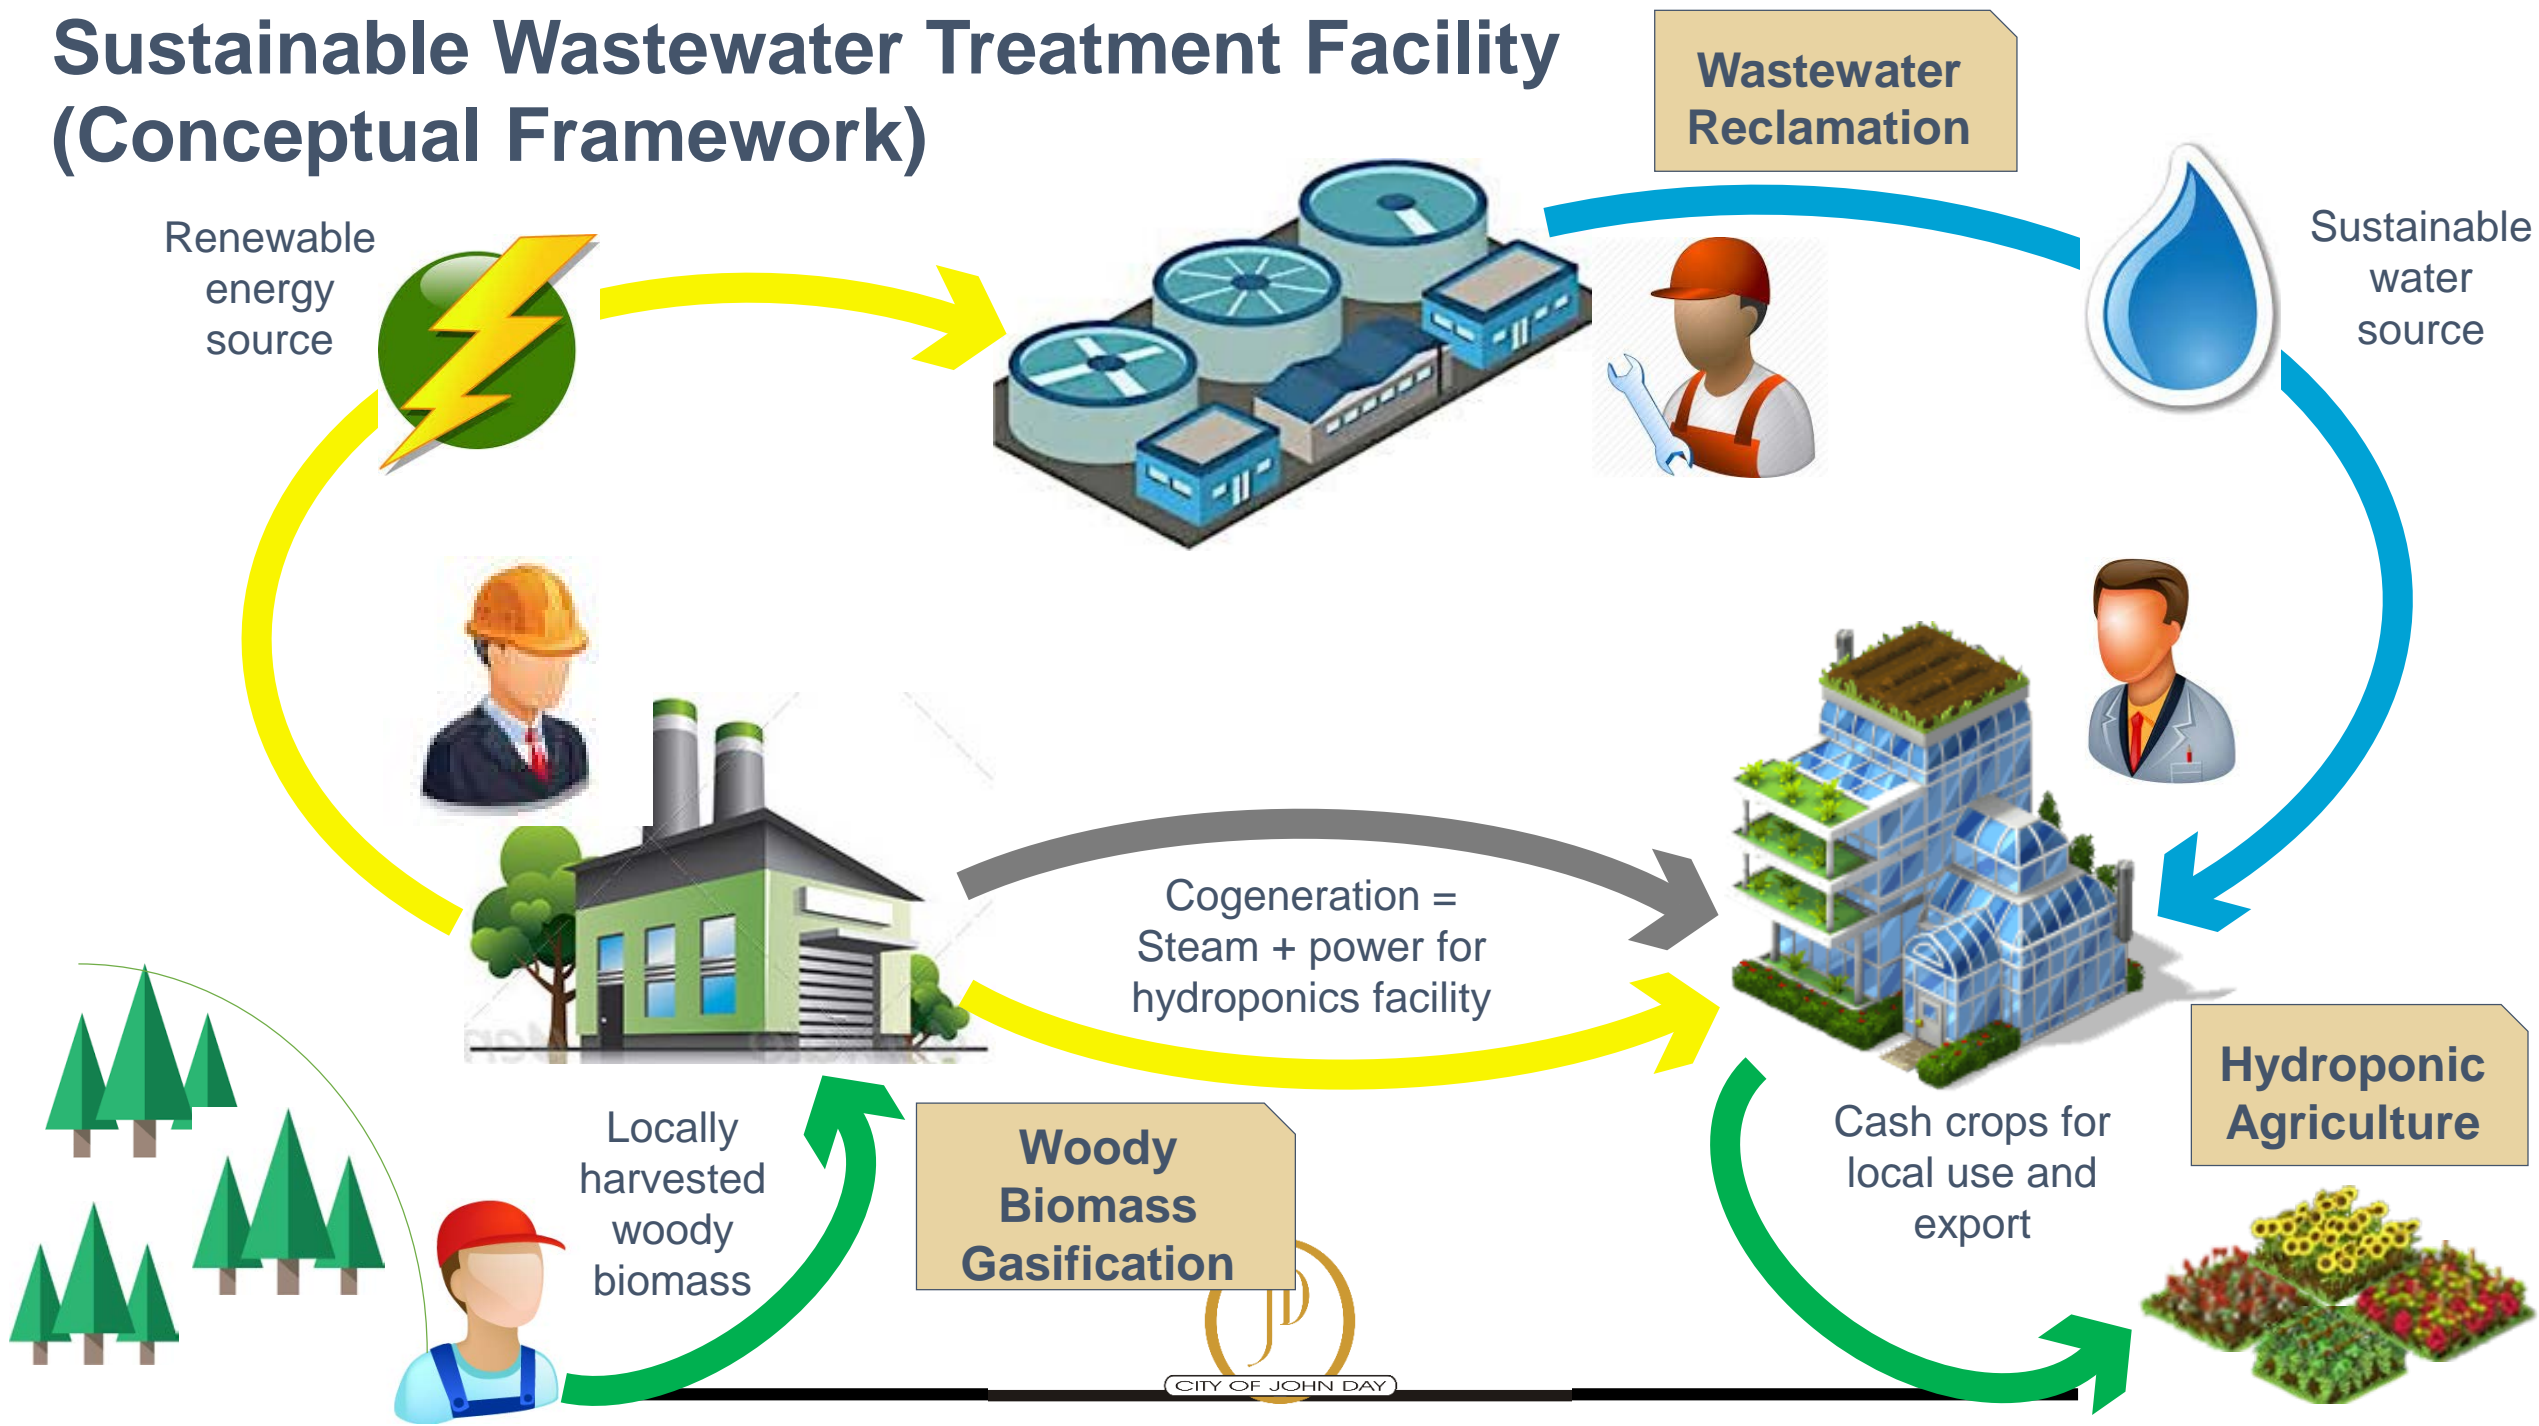 Sustainable Wastewater Treatment Facility
(Conceptual Framework)
Wastewater
Reclamation
Renewable
energy
source
Sustainable
water
source
Cogeneration =
Steam + power for
hydroponics facility
Hydroponic
Agriculture
Locally
harvested
woody
biomass
Woody
Biomass
Gasification
Cash crops for
local use and
export
JD
CITY OF JOHN DAY